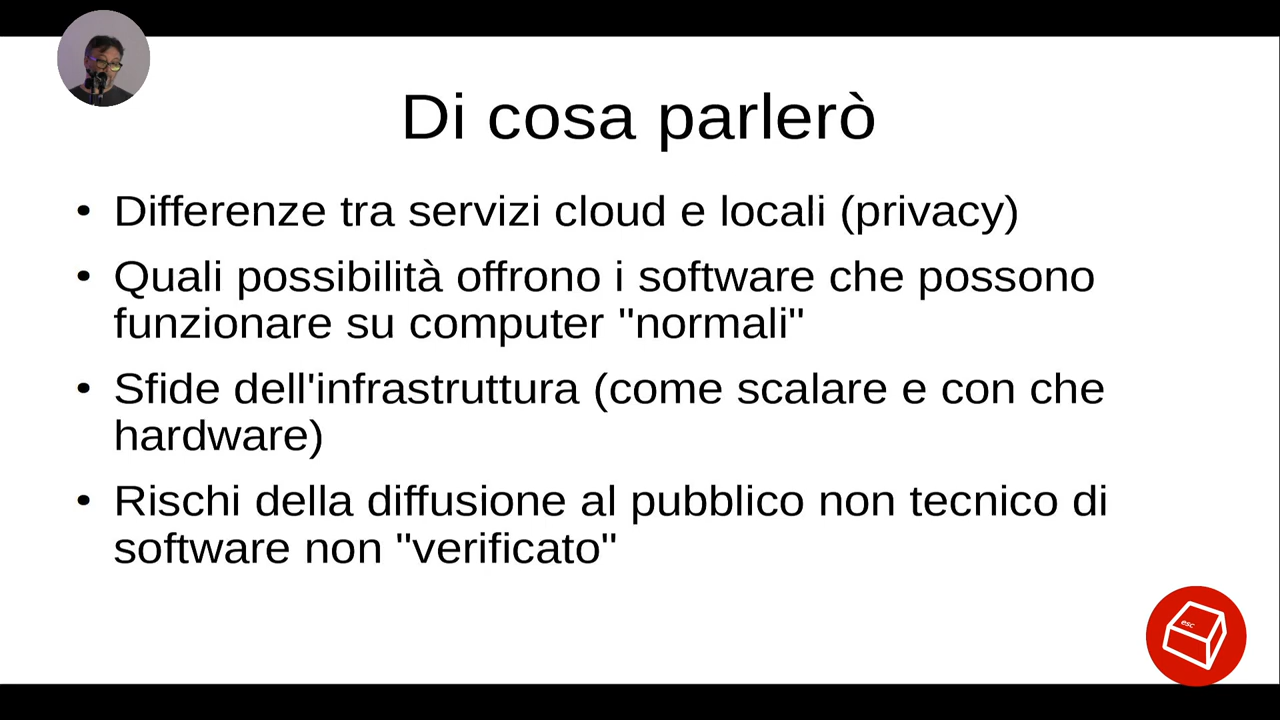 Di cosa parlerò
• Differenze tra servizi cloud e locali (privacy)
• Quali possibilità offrono i software che possono
funzionare su computer "normali"
• Sfide dell'infrastruttura (come scalare e con che
hardware)
• Rischi della diffusione al pubblico non tecnico di
software non "verificato"
esc